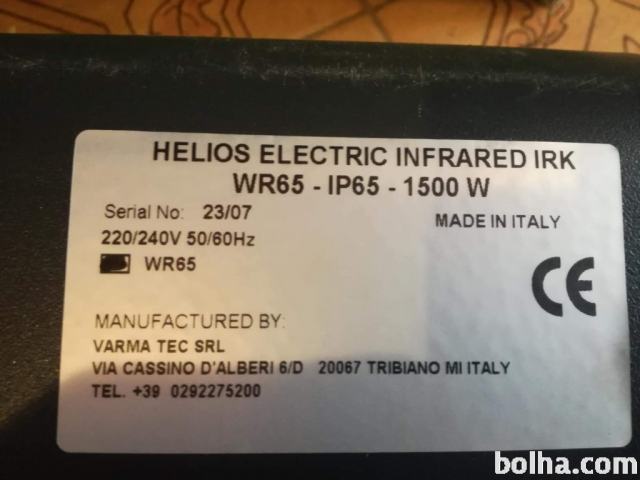 HELIOS ELECTRIC INFRARED IRK
WR65 - IP65 - 1500 W
Serial No: 23/07
MADE IN ITALY
220/240V 50/60Hz
WR65
CE
MANUFACTURED BY:
VARMA TEC SRL
VIA CASSINO D'ALBERI 6/D 20067 TRIBIANO MI ITALY
TEL. +39 0292275200
bolha.com